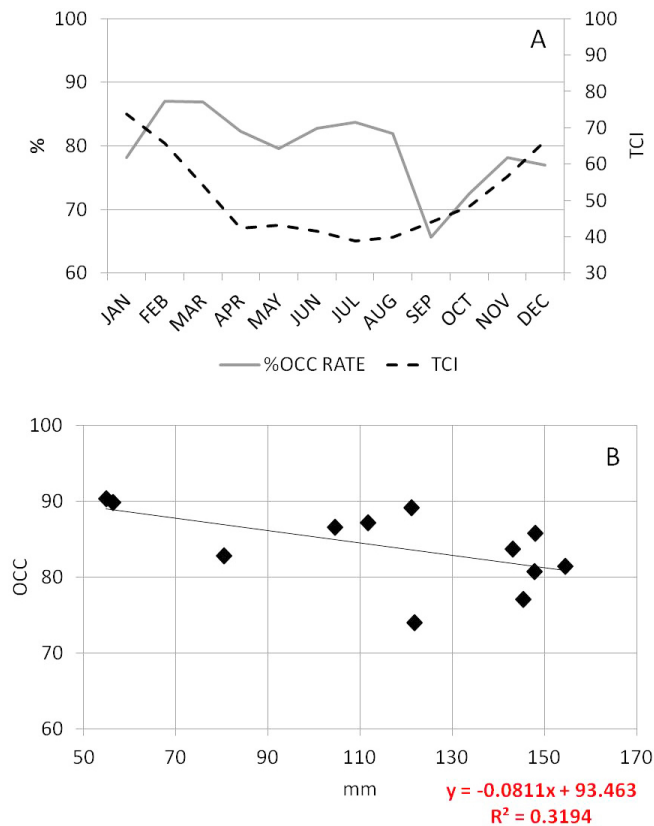 A
100 90 80 70 60
%
100 90 80 70 60 50 40 30
TCI
JAN FEB MAR APR MAY JUN JUL AUG SEP OCT NOV DEC
%OCC RATE TCI
B
100 90 80 70 60
OCC
50 70 90 110 130 150 170
mm
y = -0.0811x + 93.463
R² = 0.3194